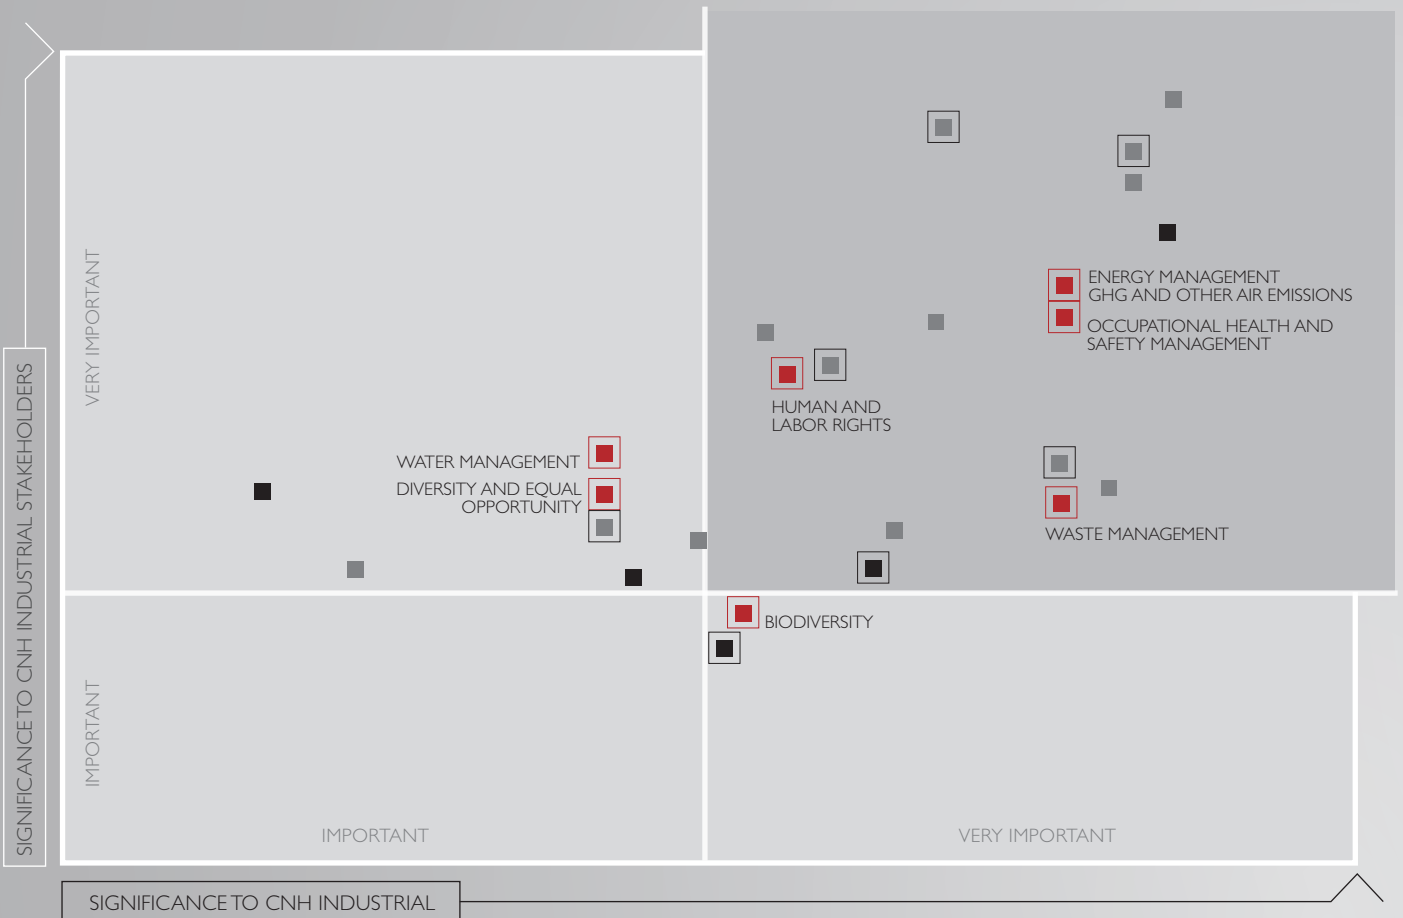 ENERGY MANAGEMENT
GHG AND OTHER AIR EMISSIONS
OCCUPATIONAL HEALTH AND
SAFETY MANAGEMENT
HUMAN AND
LABOR RIGHTS
WATER MANAGEMENT
DIVERSITY AND EQUAL
OPPORTUNITY
WASTE MANAGEMENT
BIODIVERSITY
VERY IMPORTANT
IMPORTANT
SIGNIFICANCE TO CNH INDUSTRIAL STAKEHOLDERS
IMPORTANT
VERY IMPORTANT
SIGNIFICANCE TO CNH INDUSTRIAL